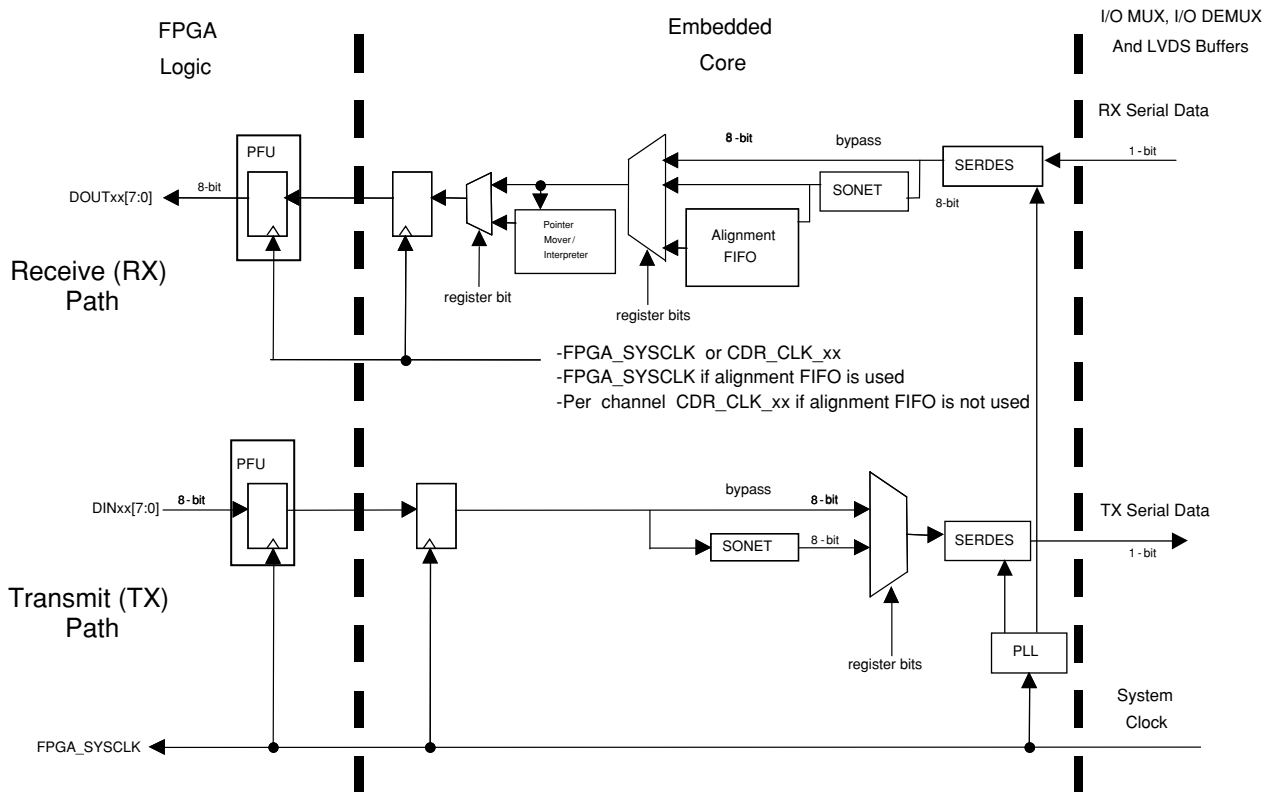 FPGA
Logic
Embedded
Core
I/O MUX, I/O DEMUX
And LVDS Buffers
RX Serial Data
PFU
8-bit
DOUTxx[7:0]
8-bit
bypass
SERDES
1-bit
SONET
8-bit
Pointer
Mover/
Interpreter
Alignment
FIFO
Receive (RX)
Path
register bit
register bits
-FPGA_SYSCLK or CDR_CLK_xx
-FPGA_SYSCLK if alignment FIFO is used
-Per channel CDR_CLK_xx if alignment FIFO is not used
PFU
DINxx[7:0]
8-bit
bypass
8-bit
SONET
8-bit
SERDES
TX Serial Data
1-bit
Transmit (TX)
Path
register bits
PLL
System
Clock
FPGA_SYSCLK